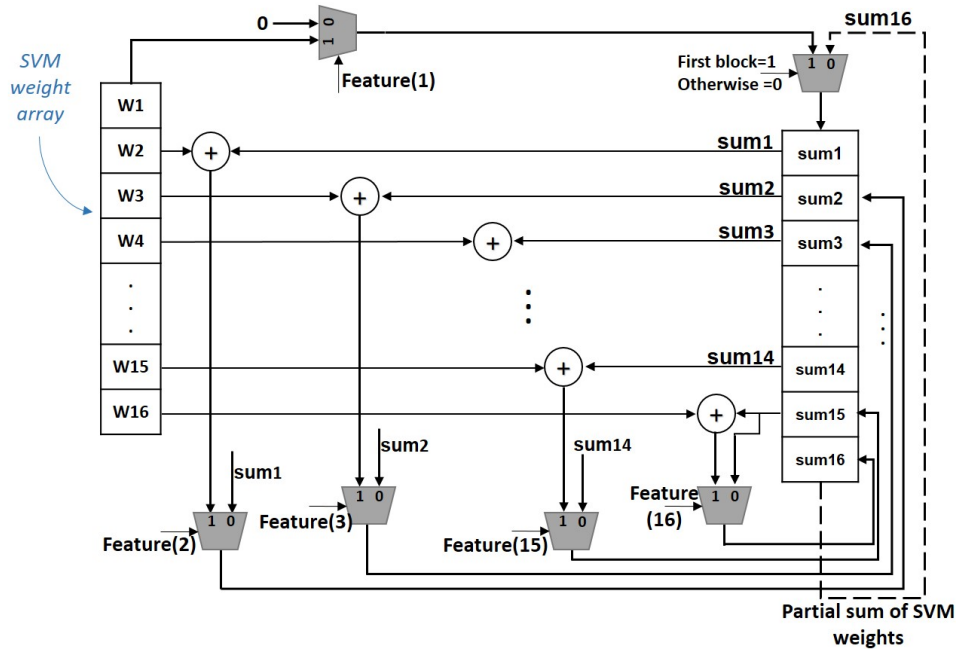 sum16
0
0
1
1 0
First block=1
Otherwise =0
Feature(1)
SVM
weight
array
W1
W2
+
sum1
sum1
W3
+
sum2
sum2
W4
+
sum3
sum3
.
.
.
W15
+
sum14
sum14
W16
+
sum15
sum16
sum1
sum2
sum14
1 0
1 0
1 0
1 0
Feature
(16)
Feature(2)
Feature(3)
Feature(15)
Partial sum of SVM
weights